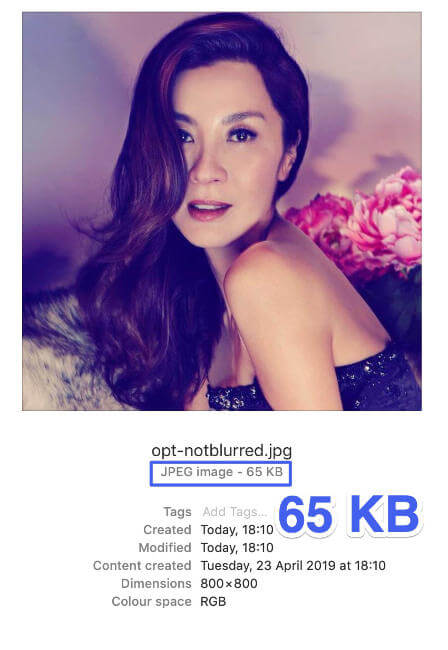 opt-notblurred.jpg
JPEG image - 65 KB
Tags Add Tags...
65 KB
Created Today, 18:10
Modified Today, 18:10
Content created Tuesday, 23 April 2019 at 18:10
Dimensions 800×800
Colour space RGB